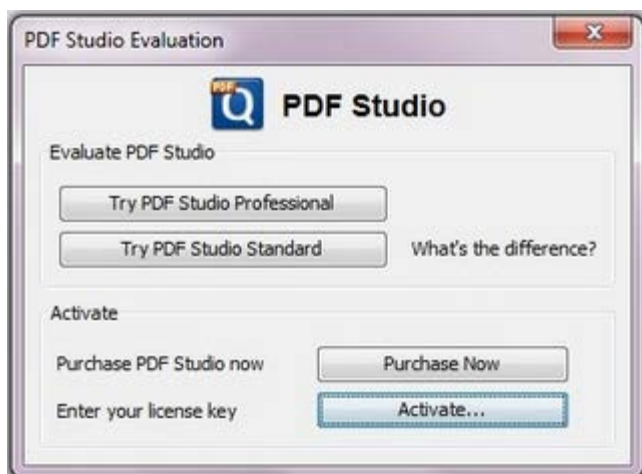 PDF Studio Evaluation
PDF
Q
PDF Studio
Evaluate PDF Studio
Try PDF Studio Professional
Try PDF Studio Standard What's the difference?
Activate
Purchase PDF Studio now Purchase Now
Enter your license key Activate...